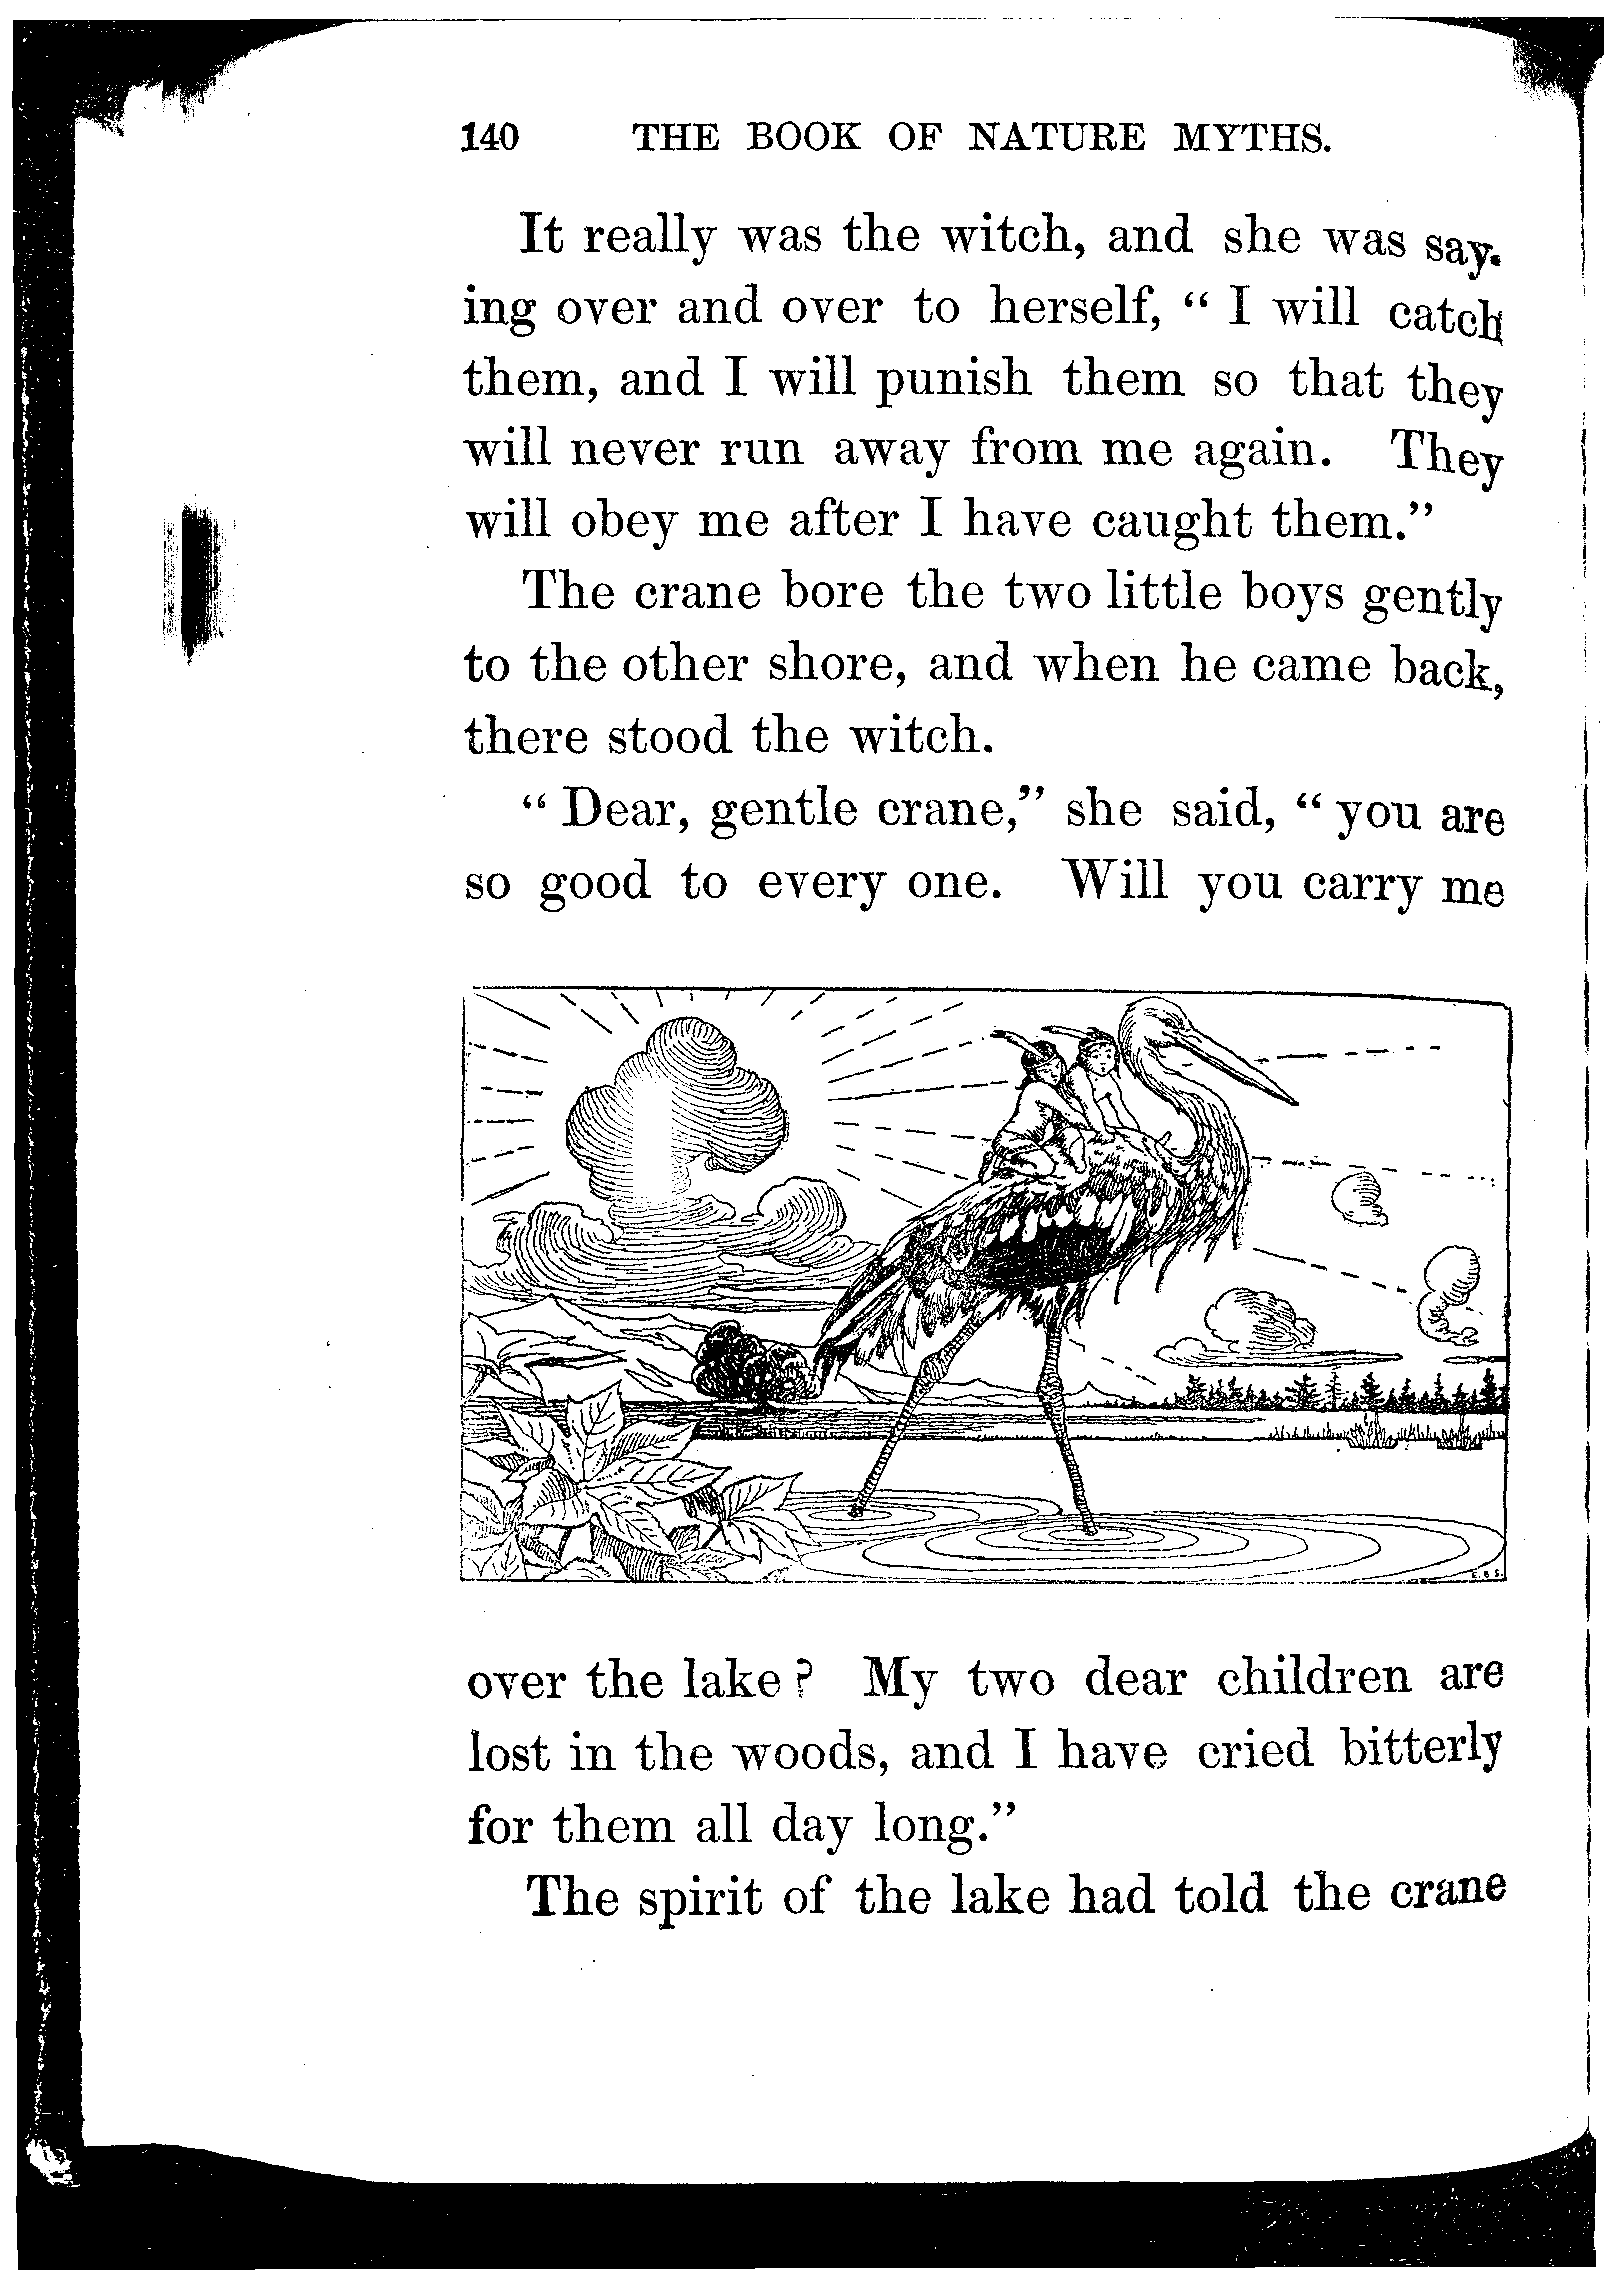 140 THE BOOK OF NATURE MYTHS.
It really was the witch, and she was say-
ing over and over to herself, “ I will catch
them, and I will punish them so that they
will never run away from me again. They
will obey me after I have caught them.”
The crane bore the two little boys gently
to the other shore, and when he came back,
there stood the witch.
“ Dear, gentle crane,” she said, “ you are
so good to every one. Will you carry me
E.B.S.
over the lake ? My two dear children are
lost in the woods, and I have cried bitterly
for them all day long.”
The spirit of the lake had told the crane